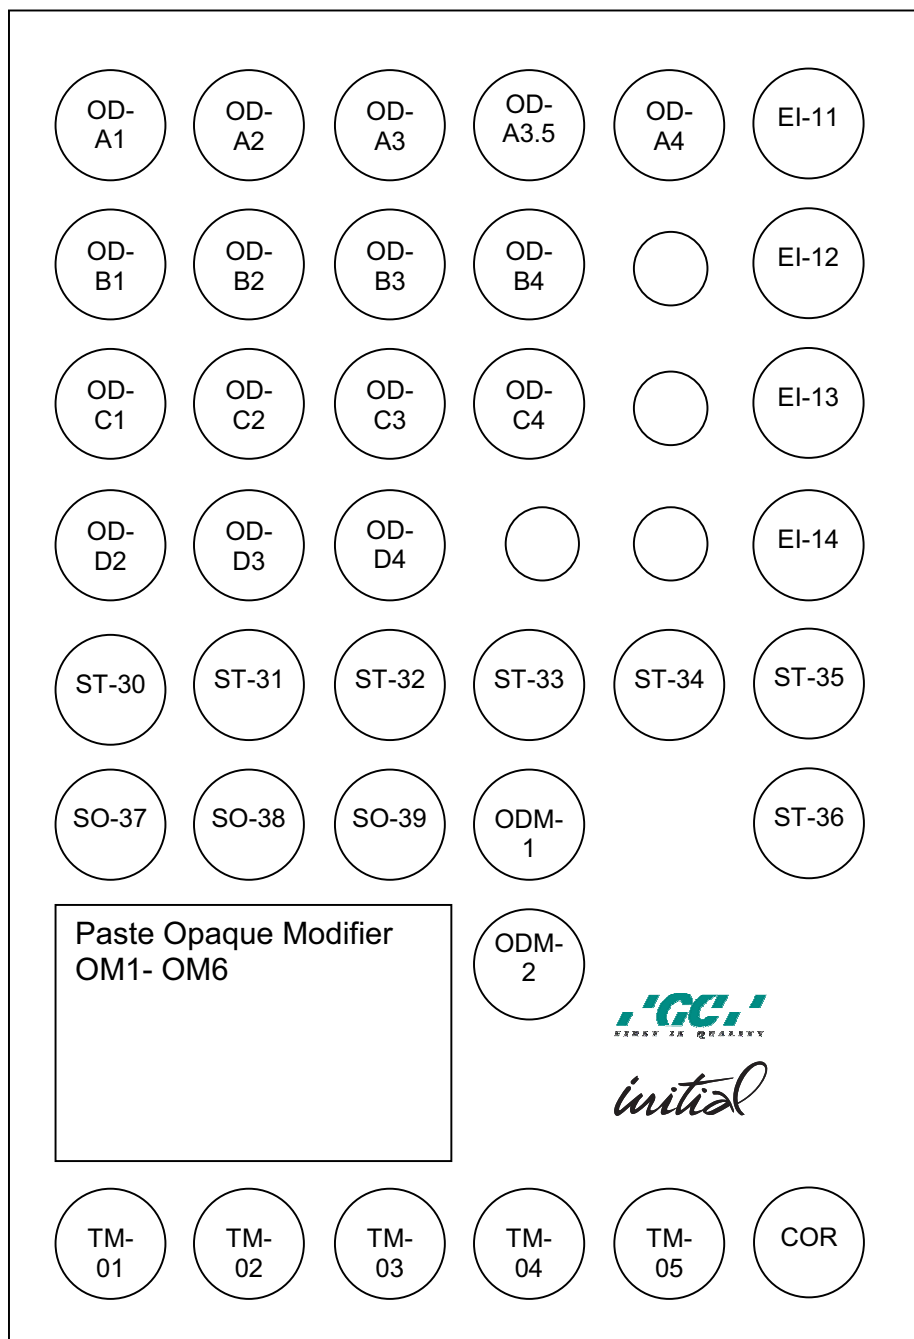 OD-
A1
OD-
A2
OD-
A3
OD-
A3.5
OD-
A4
EI-11
OD-
B1
OD-
B2
OD-
B3
OD-
B4
EI-12
OD-
C1
OD-
C2
OD-
C3
OD-
C4
EI-13
OD-
D2
OD-
D3
OD-
D4
EI-14
ST-30
ST-31
ST-32
ST-33
ST-34
ST-35
SO-37
SO-38
SO-39
ODM-
1
ST-36
Paste Opaque Modifier
OM1- OM6
ODM-
2
GC
FIRST IN QUALITY
initial
TM-
01
TM-
02
TM-
03
TM-
04
TM-
05
COR